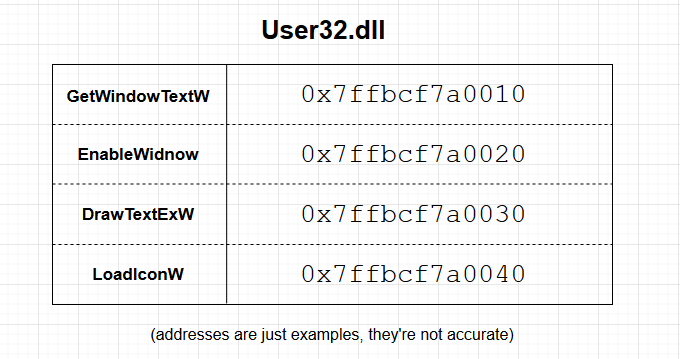 User32.dll
GetWindowTextW 0x7ffbcf7a0010
EnableWidnow 0x7ffbcf7a0020
DrawTextExW 0x7ffbcf7a0030
LoadIconW 0x7ffbcf7a0040
(addresses are just examples, they're not accurate)